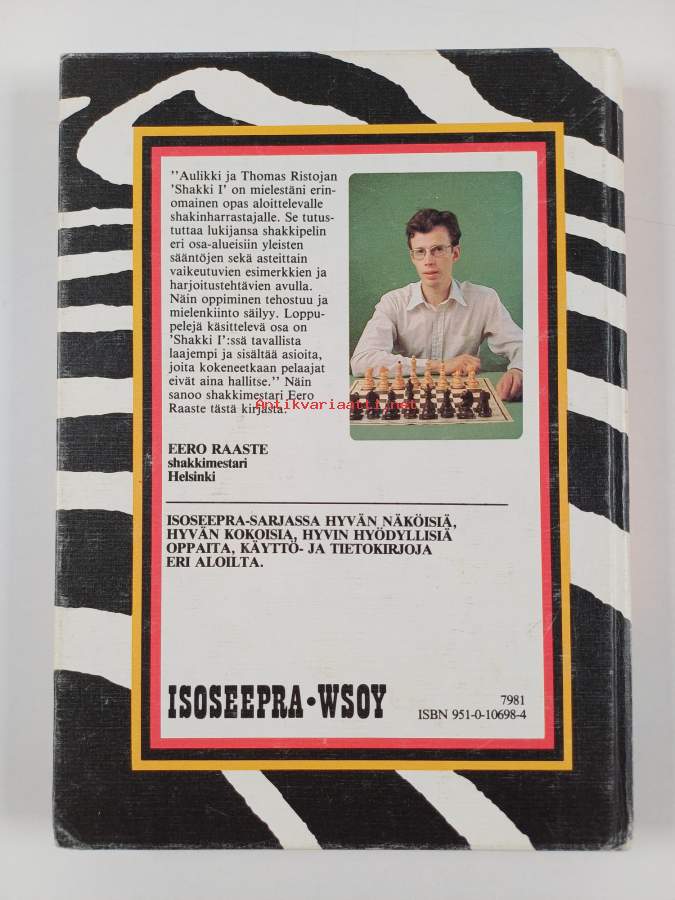 "Aulikki ja Thomas Ristojan
'Shakki I' on mielestäni erin-
omainen opas aloittelevalle
shakinharrastajalle. Se tutus-
tuttaa lukijansa shakkipelin
eri osa-alueisiin yleisten
sääntöjen sekä asteittain
vaikeutuvien esimerkkien ja
harjoitustehtävien avulla.
Näin oppiminen tehostuu ja
mielenkiinto säilyy. Loppu-
pelejä käsittelevä osa on
'Shakki I':ssä tavallista
laajempi ja sisältää asioita,
joita kokeneetkaan pelaajat
eivät aina hallitse." Näin
sanoo shakkimestari Eero
Raaste tästä kirjasta.
Antikvariaatti.net
EERO RAASTE
shakkimestari
Helsinki
ISOSEEPRA-SARJASSA HYVÄN NÄKÖISIÄ,
HYVÄN KOKOISIA, HYVIN HYÖDYLLISIÄ
OPPAITA, KÄYTTÖ- JA TIETOKIRJOJA
ERI ALOILTA.
ISOSEEPRA•WSOY
7981
ISBN 951-0-10698-4